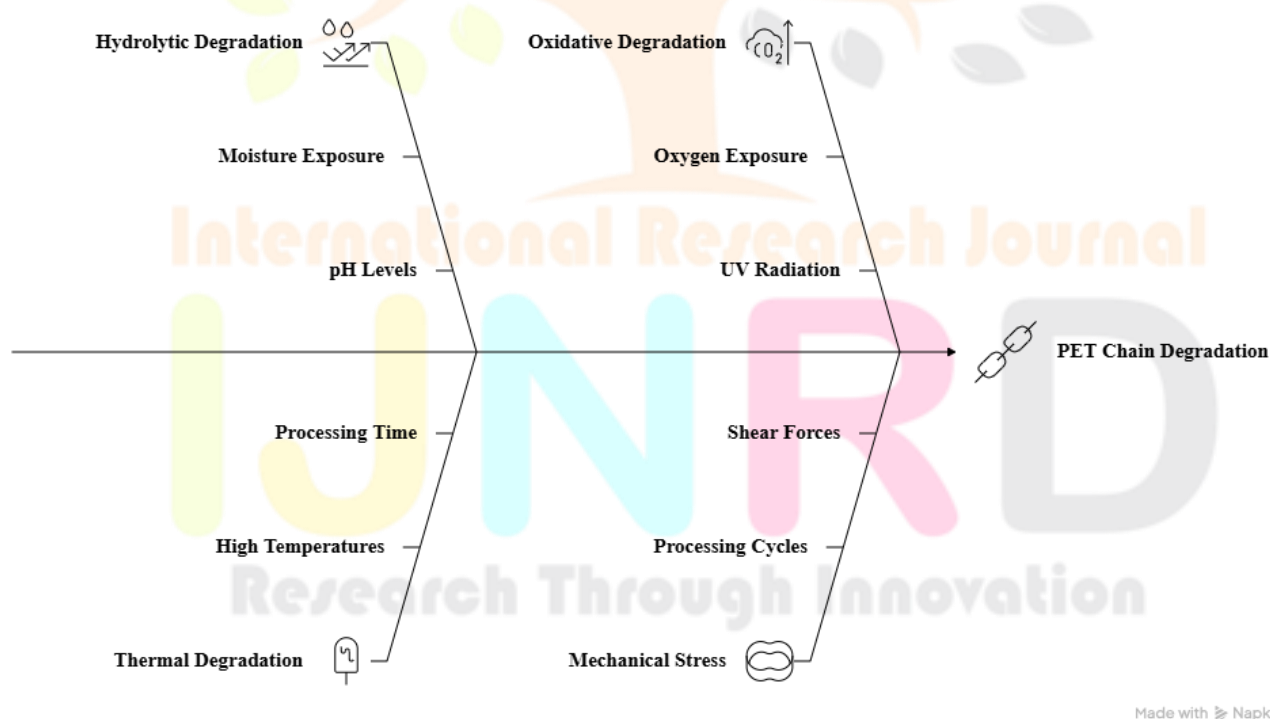 Hydrolytic Degradation
Oxidative Degradation
CO2
Moisture Exposure
Oxygen Exposure
International Research Journal
pH Levels
UV Radiation
IJNRD
PET Chain Degradation
Processing Time
Shear Forces
High Temperatures
Processing Cycles
Research Through Innovation
Thermal Degradation
Mechanical Stress
Made with Napk